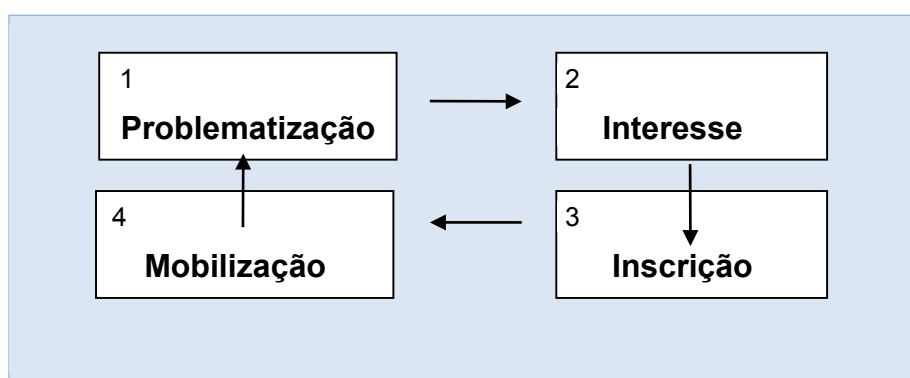 1
Problematização
2
Interesse
4
Mobilização
3
Inscrição